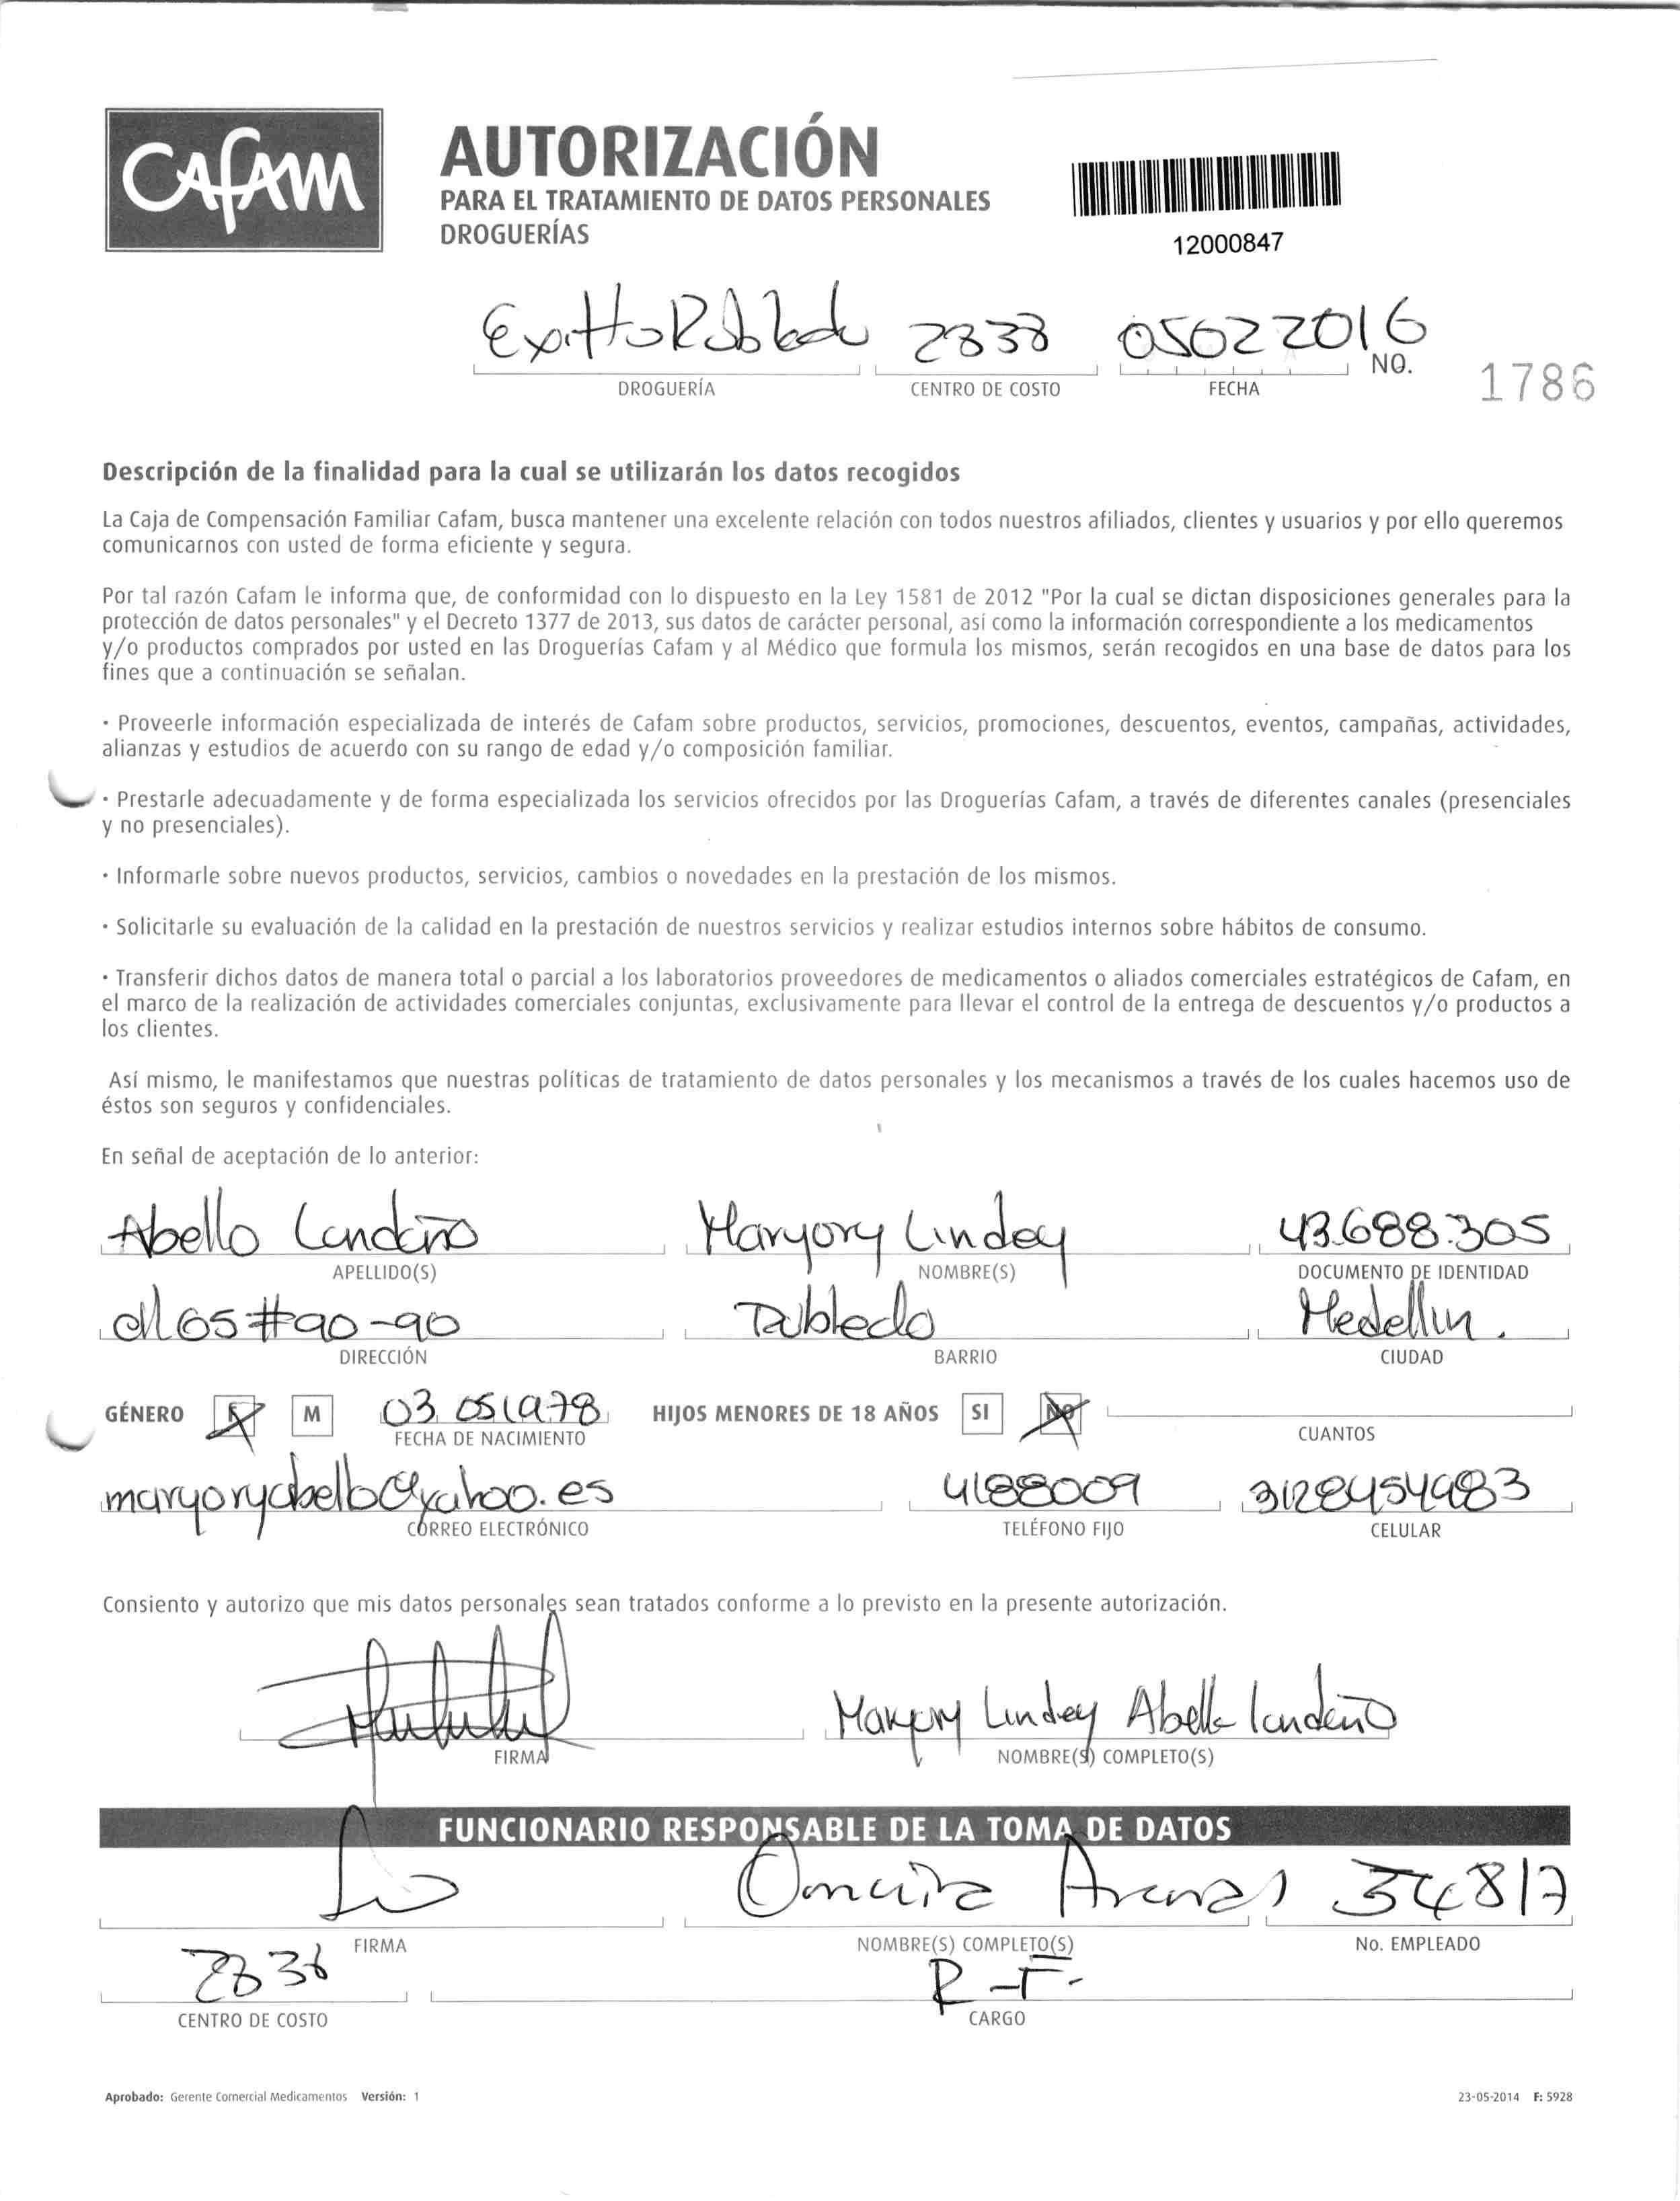 CAFAM
AUTORIZACIÓN
PARA EL TRATAMIENTO DE DATOS PERSONALES
DROGUERÍAS
12000847
2838 05022016
DROGUERÍA CENTRO DE COSTO FECHA NO. 1786
Descripción de la finalidad para la cual se utilizarán los datos recogidos
La Caja de Compensación Familiar Cafam, busca mantener una excelente relación con todos nuestros afiliados, clientes y usuarios y por ello queremos
comunicarnos con usted de forma eficiente y segura.
Por tal razón Cafam le informa que, de conformidad con lo dispuesto en la Ley 1581 de 2012 "Por la cual se dictan disposiciones generales para la
protección de datos personales" y el Decreto 1377 de 2013, sus datos de carácter personal, así como la información correspondiente a los medicamentos
y/o productos comprados por usted en las Droguerías Cafam y al Médico que formula los mismos, serán recogidos en una base de datos para los
fines que a continuación se señalan.
· Proveerle información especializada de interés de Cafam sobre productos, servicios, promociones, descuentos, eventos, campañas, actividades,
alianzas y estudios de acuerdo con su rango de edad y/o composición familiar.
· Prestarle adecuadamente y de forma especializada los servicios ofrecidos por las Droguerías Cafam, a través de diferentes canales (presenciales
y no presenciales).
· Informarle sobre nuevos productos, servicios, cambios o novedades en la prestación de los mismos.
· Solicitarle su evaluación de la calidad en la prestación de nuestros servicios y realizar estudios internos sobre hábitos de consumo.
· Transferir dichos datos de manera total o parcial a los laboratorios proveedores de medicamentos o aliados comerciales estratégicos de Cafam, en
el marco de la realización de actividades comerciales conjuntas, exclusivamente para llevar el control de la entrega de descuentos y/o productos a
los clientes.
Así mismo, le manifestamos que nuestras políticas de tratamiento de datos personales y los mecanismos a través de los cuales hacemos uso de
éstos son seguros y confidenciales.
En señal de aceptación de lo anterior:
Abello Londoño Maryory Lindey 43.688.305
APELLIDO(S) NOMBRE(S) DOCUMENTO DE IDENTIDAD
cll 65 # 90-90 Medellin.
DIRECCIÓN BARRIO CIUDAD
GÉNERO F M 03 05 1978 HIJOS MENORES DE 18 AÑOS SI NO
FECHA DE NACIMIENTO CUANTOS
maryoryabello@yahoo.es 4188009 3128454983
CORREO ELECTRÓNICO TELÉFONO FIJO CELULAR
Consiento y autorizo que mis datos personales sean tratados conforme a lo previsto en la presente autorización.
Maryory Lindey Abello Londoño
FIRMA NOMBRE(S) COMPLETO(S)
FUNCIONARIO RESPONSABLE DE LA TOMA DE DATOS
Omaira Arenas 34817
FIRMA NOMBRE(S) COMPLETO(S) No. EMPLEADO
2838 R-F-
CENTRO DE COSTO CARGO
Aprobado: Gerente Comercial Medicamentos Versión: 1 23-05-2014 F: 5928